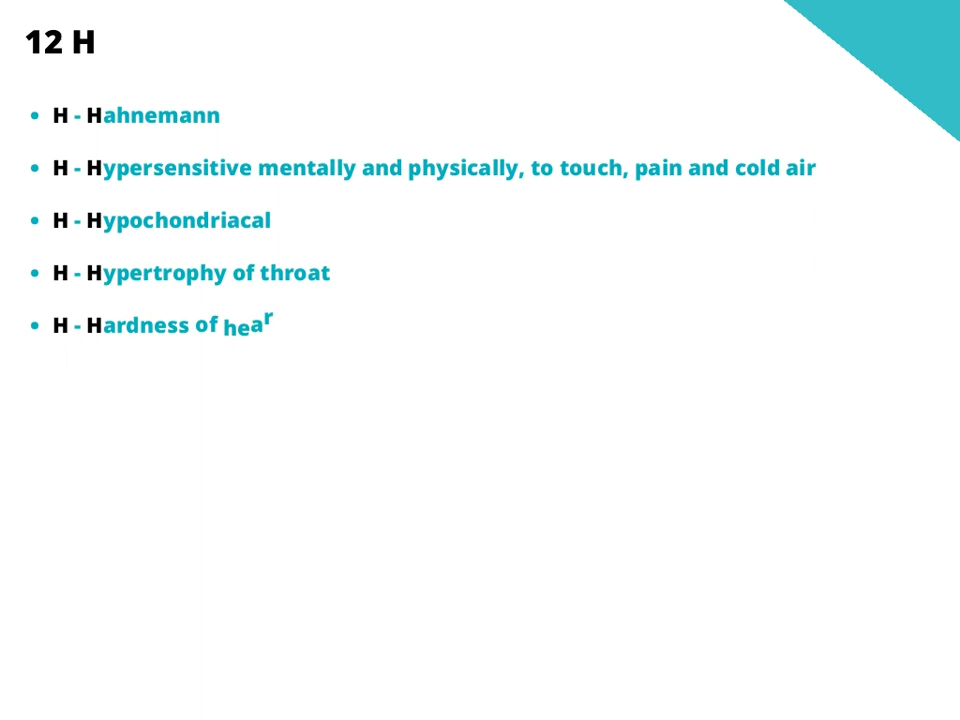 12 H
• H - Hahnemann
• H - Hypersensitive mentally and physically, to touch, pain and cold air
• H - Hypochondriacal
• H - Hypertrophy of throat
• H - Hardness of hear